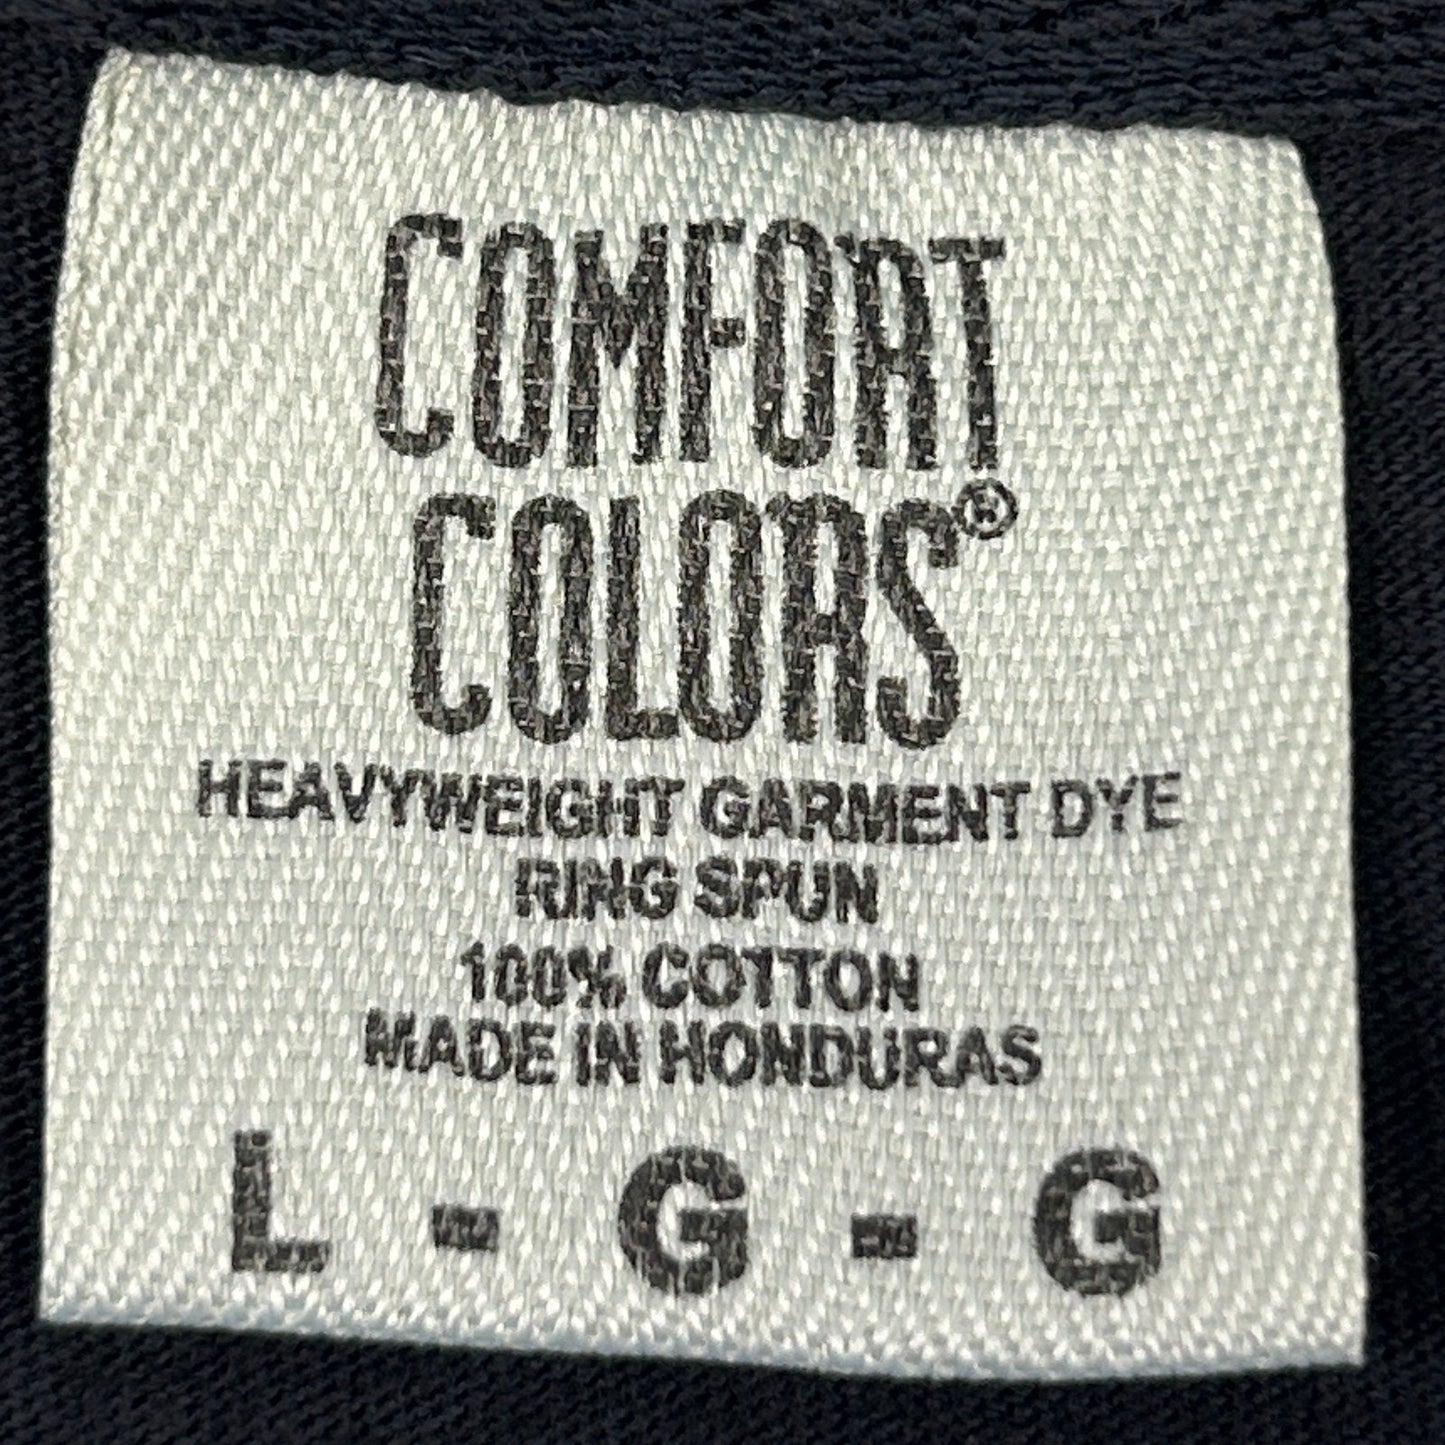 COMFORT
COLORS®
HEAVYWEIGHT GARMENT DYE
RING SPUN
100% COTTON
MADE IN HONDURAS
L - G - G